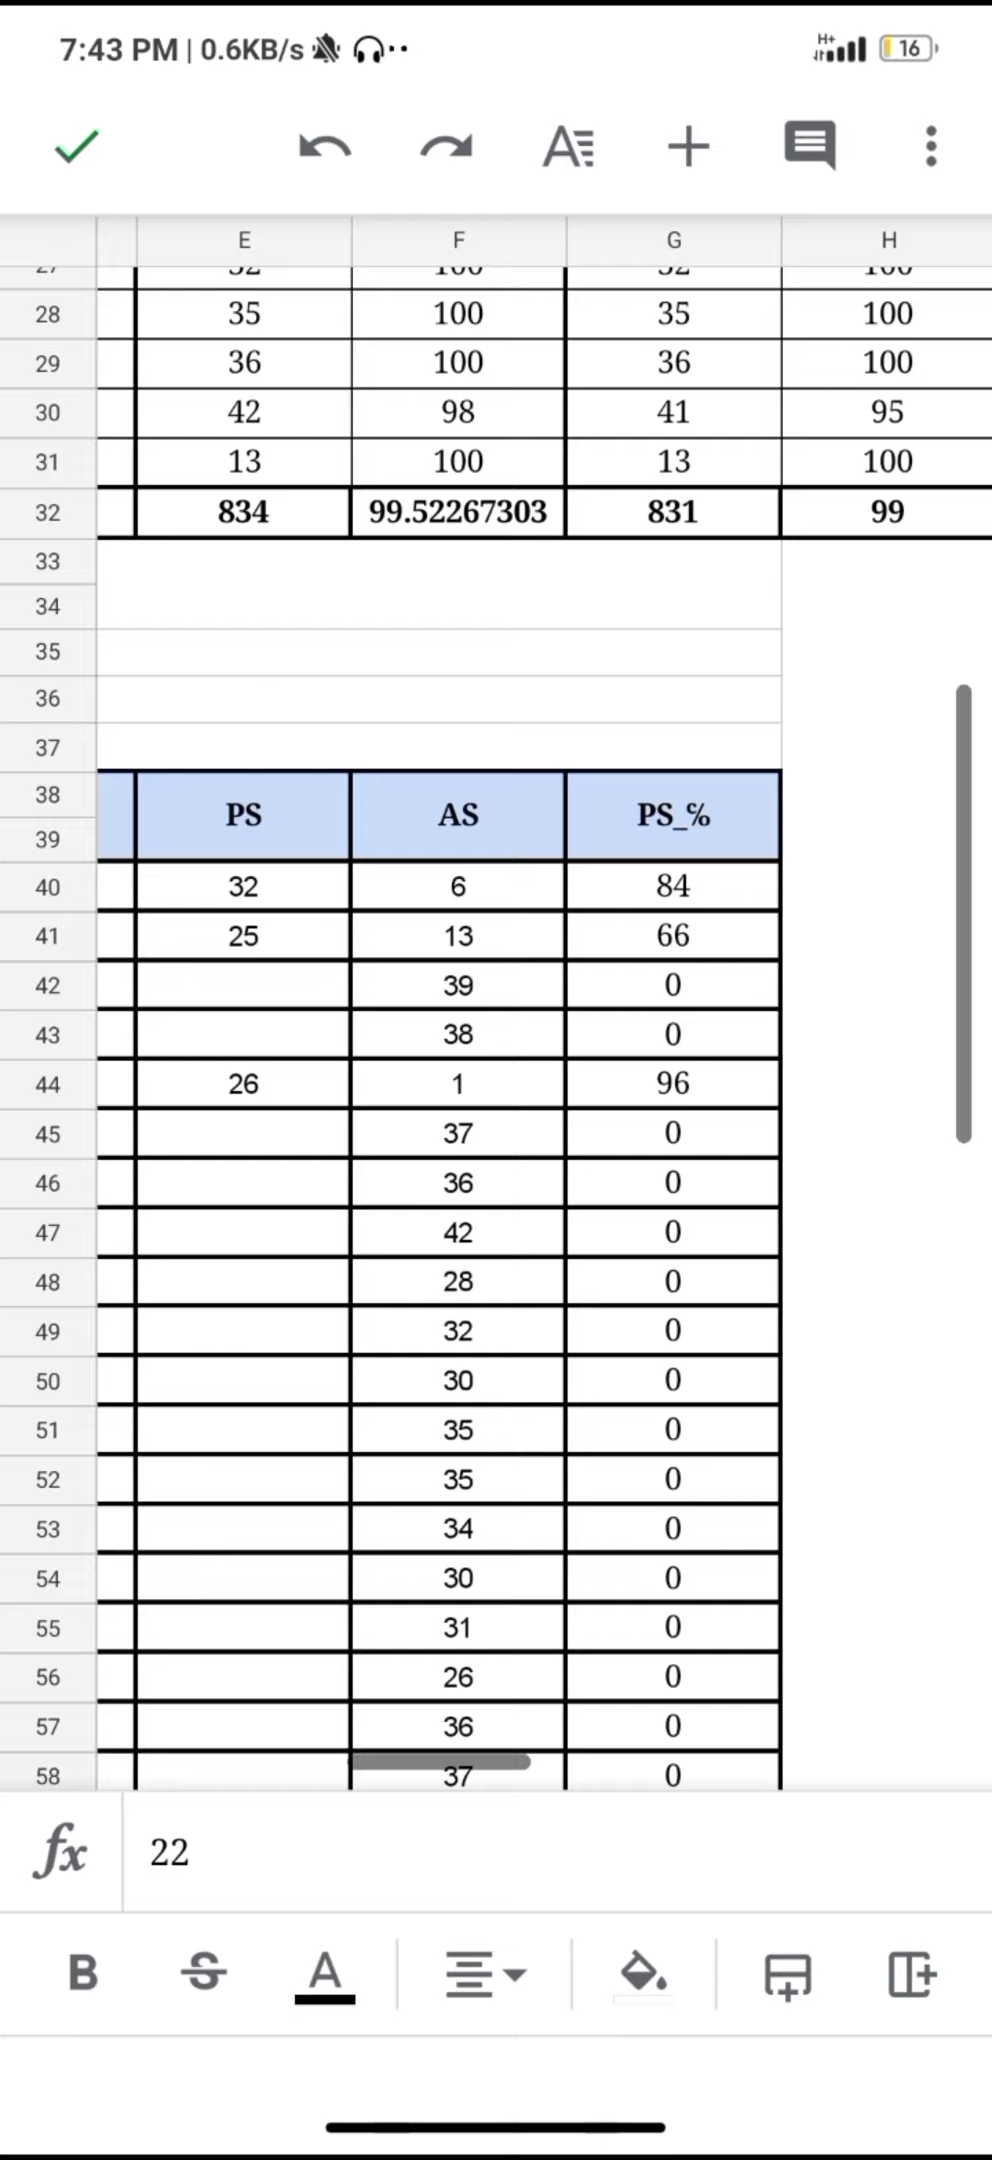 7:43 PM | 0.6KB/s H+ 16
E F G H
28 35 100 35 100
29 36 100 36 100
30 42 98 41 95
31 13 100 13 100
32 834 99.52267303 831 99
33
34
35
36
37
38
PS AS PS_%
39
40 32 6 84
41 25 13 66
42 39 0
43 38 0
44 26 1 96
45 37 0
46 36 0
47 42 0
48 28 0
49 32 0
50 30 0
51 35 0
52 35 0
53 34 0
54 30 0
55 31 0
56 26 0
57 36 0
58 37 0
fx 22
B S A